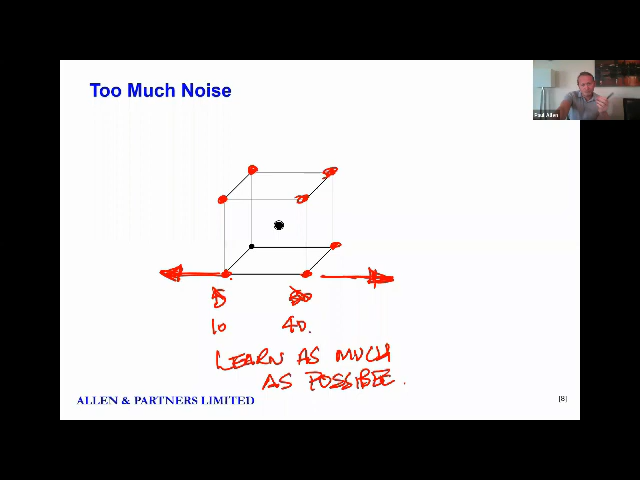 Too Much Noise
Paul Allen
10 40.
LEARN AS MUCH
AS POSSIBLE.
ALLEN & PARTNERS LIMITED
[8]